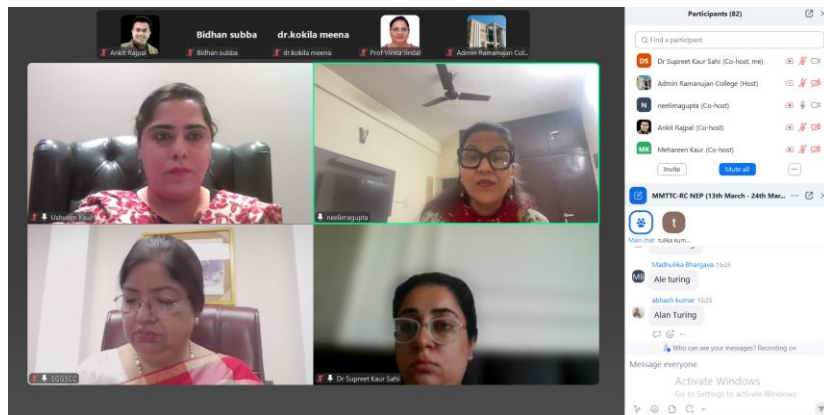 Ankit Rajpal
Bidhan subba
Bidhan subba
dr.kokila meena
dr.kokila meena
Prof Vinita Jindal
Admin Ramanujan Col...
Ushveen Kaur
neelimagupta
SGGSCC
Dr Supreet Kaur Sahi
Participants (82)
Find a participant
DS Dr Supreet Kaur Sahi (Co-host, me)
Admin Ramanujan College (Host)
N neelimagupta (Co-host)
Ankit Rajpal (Co-host)
MK Mehareen Kaur (Co-host)
Invite Mute all
MMTTC-RC NEP (13th March - 24th Mar...
t
Main chat tulika kum...
Madhulika Bhargava 15:25
Ale turing
abhash kumar 15:25
Alan Turing
Who can see your messages? Recording on
Message everyone
Activate Windows
Go to Settings to activate Windows.